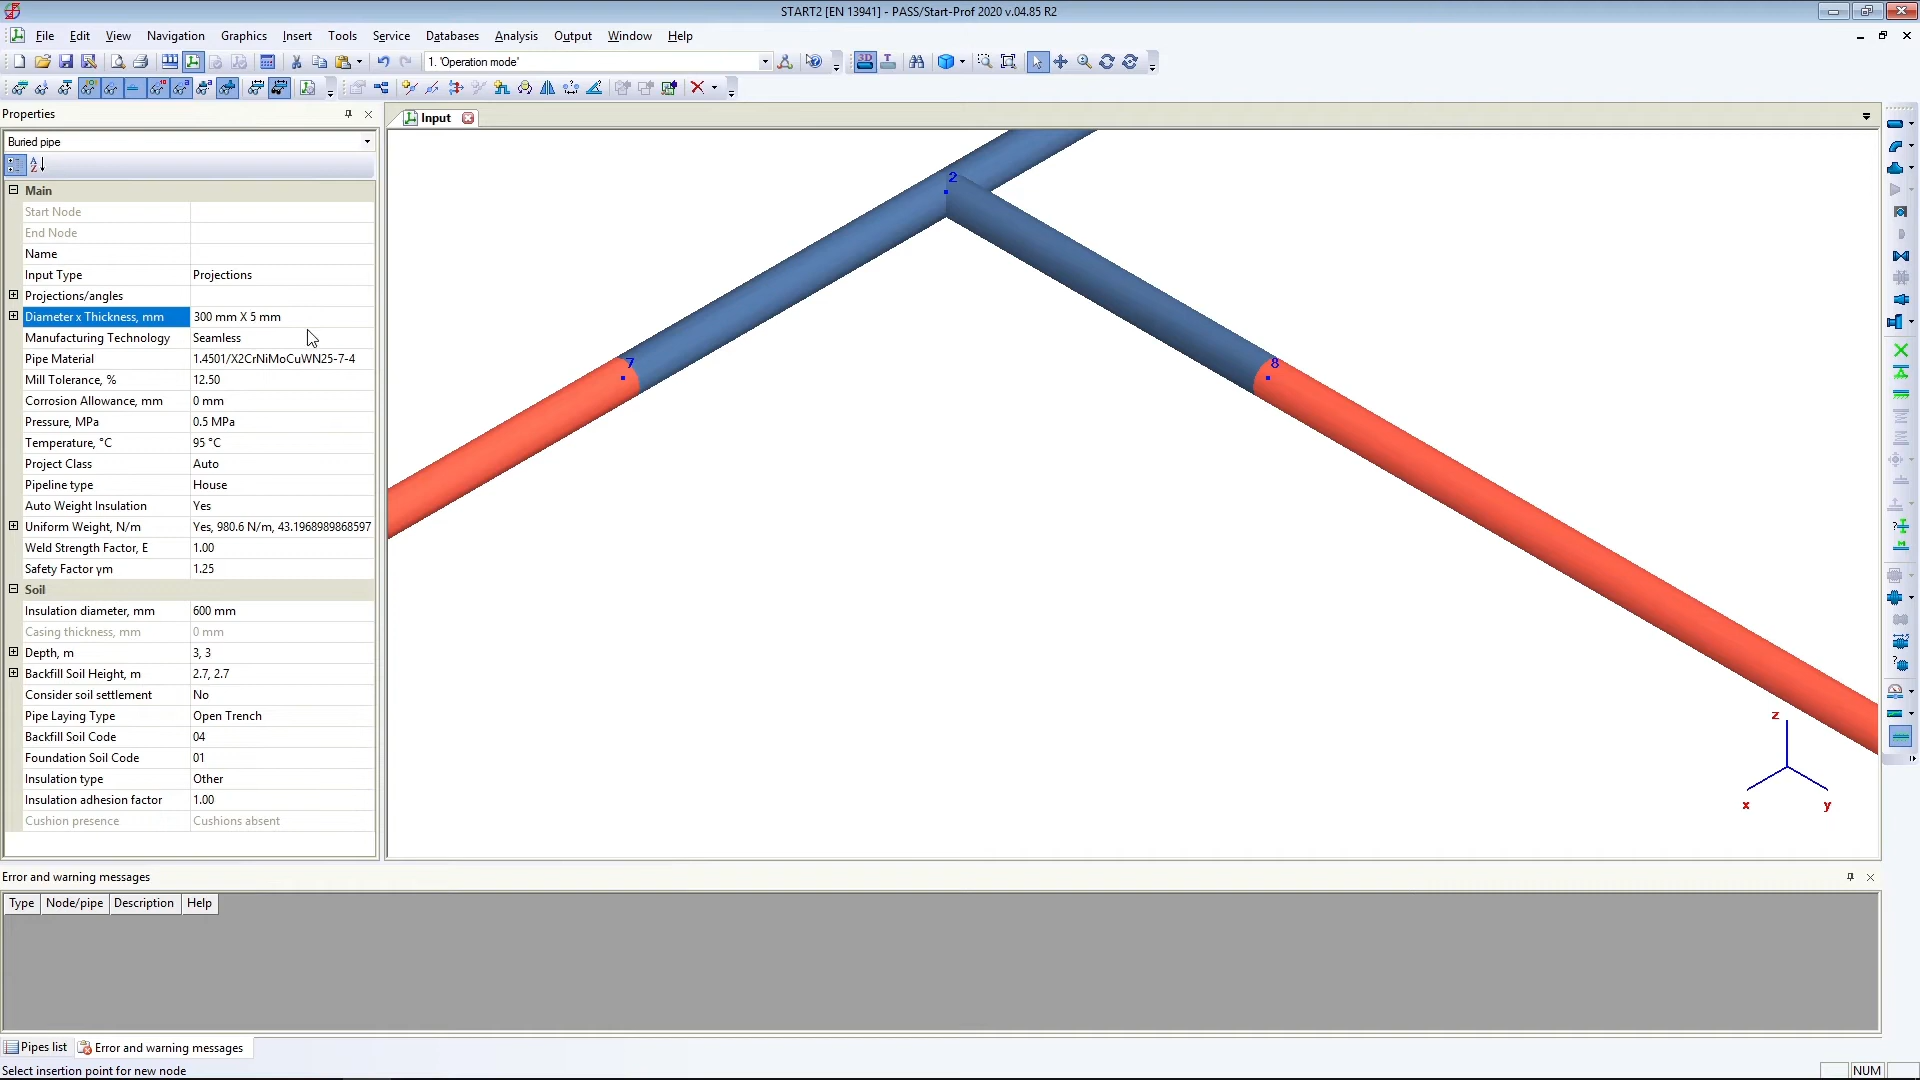 START2 [EN 13941] - PASS/Start-Prof 2020 v.04.85 R2
File Edit View Navigation Graphics Insert Tools Service Databases Analysis Output Window Help
1. 'Operation mode'
3D T
Properties
Input
Buried pipe
A Z
Main
Start Node
End Node
Name
Input Type Projections
Projections/angles
Diameter x Thickness, mm 300 mm X 5 mm
Manufacturing Technology Seamless
Pipe Material 1.4501/X2CrNiMoCuWN25-7-4
Mill Tolerance, % 12.50
Corrosion Allowance, mm 0 mm
Pressure, MPa 0.5 MPa
Temperature, °C 95 °C
Project Class Auto
Pipeline type House
Auto Weight Insulation Yes
Uniform Weight, N/m Yes, 980.6 N/m, 43.1968989868597
Weld Strength Factor, E 1.00
Safety Factor γm 1.25
Soil
Insulation diameter, mm 600 mm
Casing thickness, mm 0 mm
Depth, m 3, 3
Backfill Soil Height, m 2.7, 2.7
Consider soil settlement No
Pipe Laying Type Open Trench
Backfill Soil Code 04
Foundation Soil Code 01
Insulation type Other
Insulation adhesion factor 1.00
Cushion presence Cushions absent
2
7
8
z
x
y
Error and warning messages
Type Node/pipe Description Help
Pipes list Error and warning messages
Select insertion point for new node
NUM